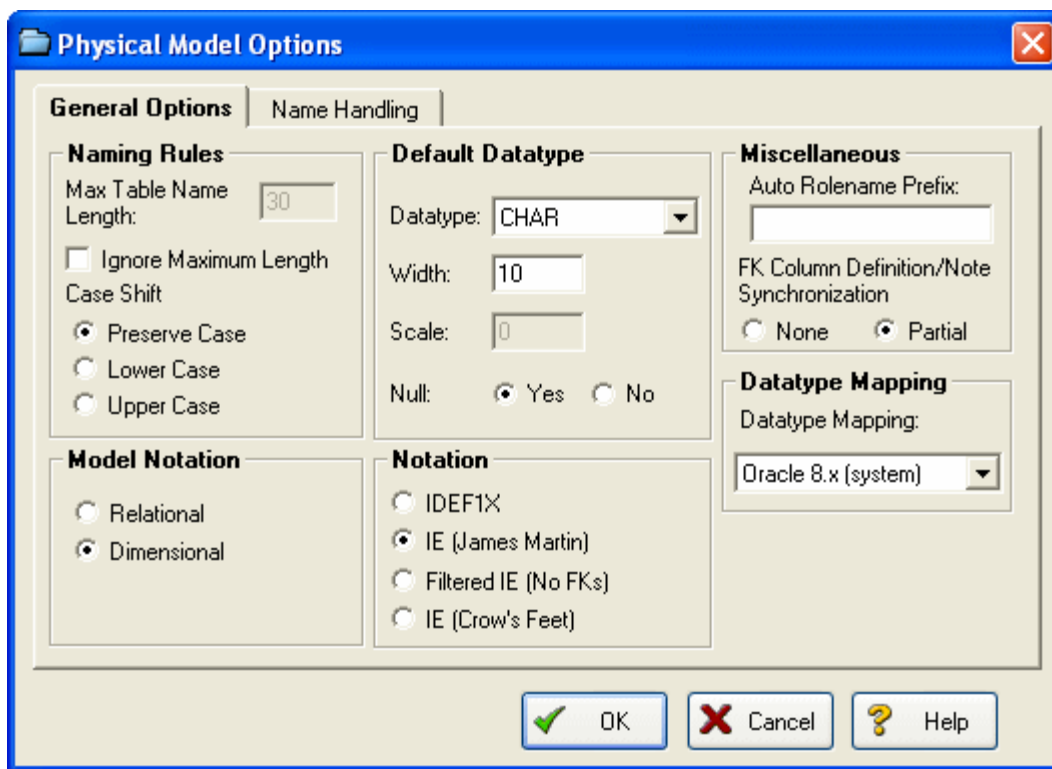 Physical Model Options
General Options
Name Handling
Naming Rules
Max Table Name
Length:
30
Ignore Maximum Length
Case Shift
Preserve Case
Lower Case
Upper Case
Default Datatype
Datatype: CHAR
Width: 10
Scale: 0
Null: Yes No
Miscellaneous
Auto Rolename Prefix:
FK Column Definition/Note
Synchronization
None Partial
Datatype Mapping
Datatype Mapping:
Oracle 8.x (system)
Model Notation
Relational
Dimensional
Notation
IDEF1X
IE (James Martin)
Filtered IE (No FKs)
IE (Crow's Feet)
OK
Cancel
Help